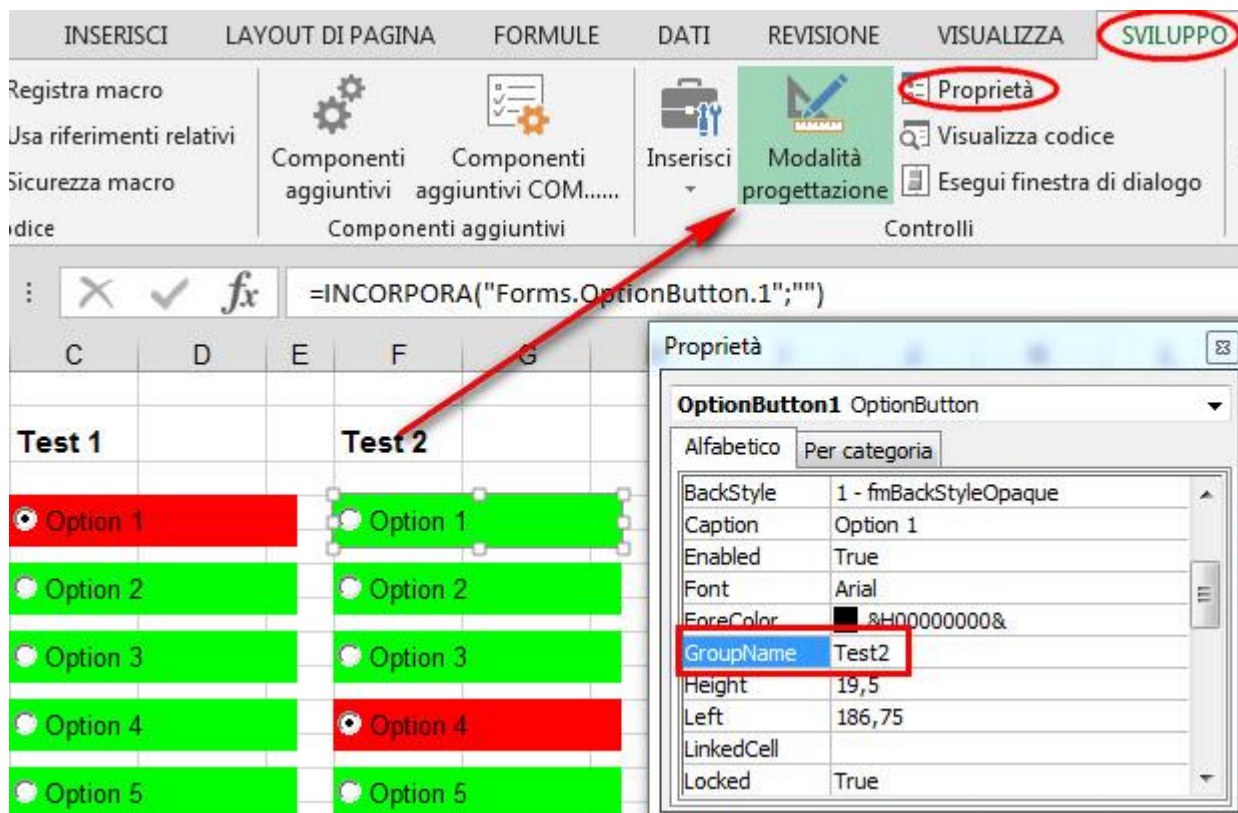 INSERISCI LAYOUT DI PAGINA FORMULE DATI REVISIONE VISUALIZZA SVILUPPO
Registra macro
Usa riferimenti relativi
Sicurezza macro
Componenti aggiuntivi
Componenti aggiuntivi COM......
Componenti aggiuntivi
Inserisci
Modalità progettazione
Proprietà
Visualizza codice
Esegui finestra di dialogo
Controlli
fx =INCORPORA("Forms.OptionButton.1";"")
C D E F G
Test 1 Test 2
Option 1 Option 1
Option 2 Option 2
Option 3 Option 3
Option 4 Option 4
Option 5 Option 5
Proprietà
OptionButton1 OptionButton
Alfabetico Per categoria
BackStyle 1 - fmBackStyleOpaque
Caption Option 1
Enabled True
Font Arial
ForeColor &H00000000&
GroupName Test2
Height 19,5
Left 186,75
LinkedCell
Locked True